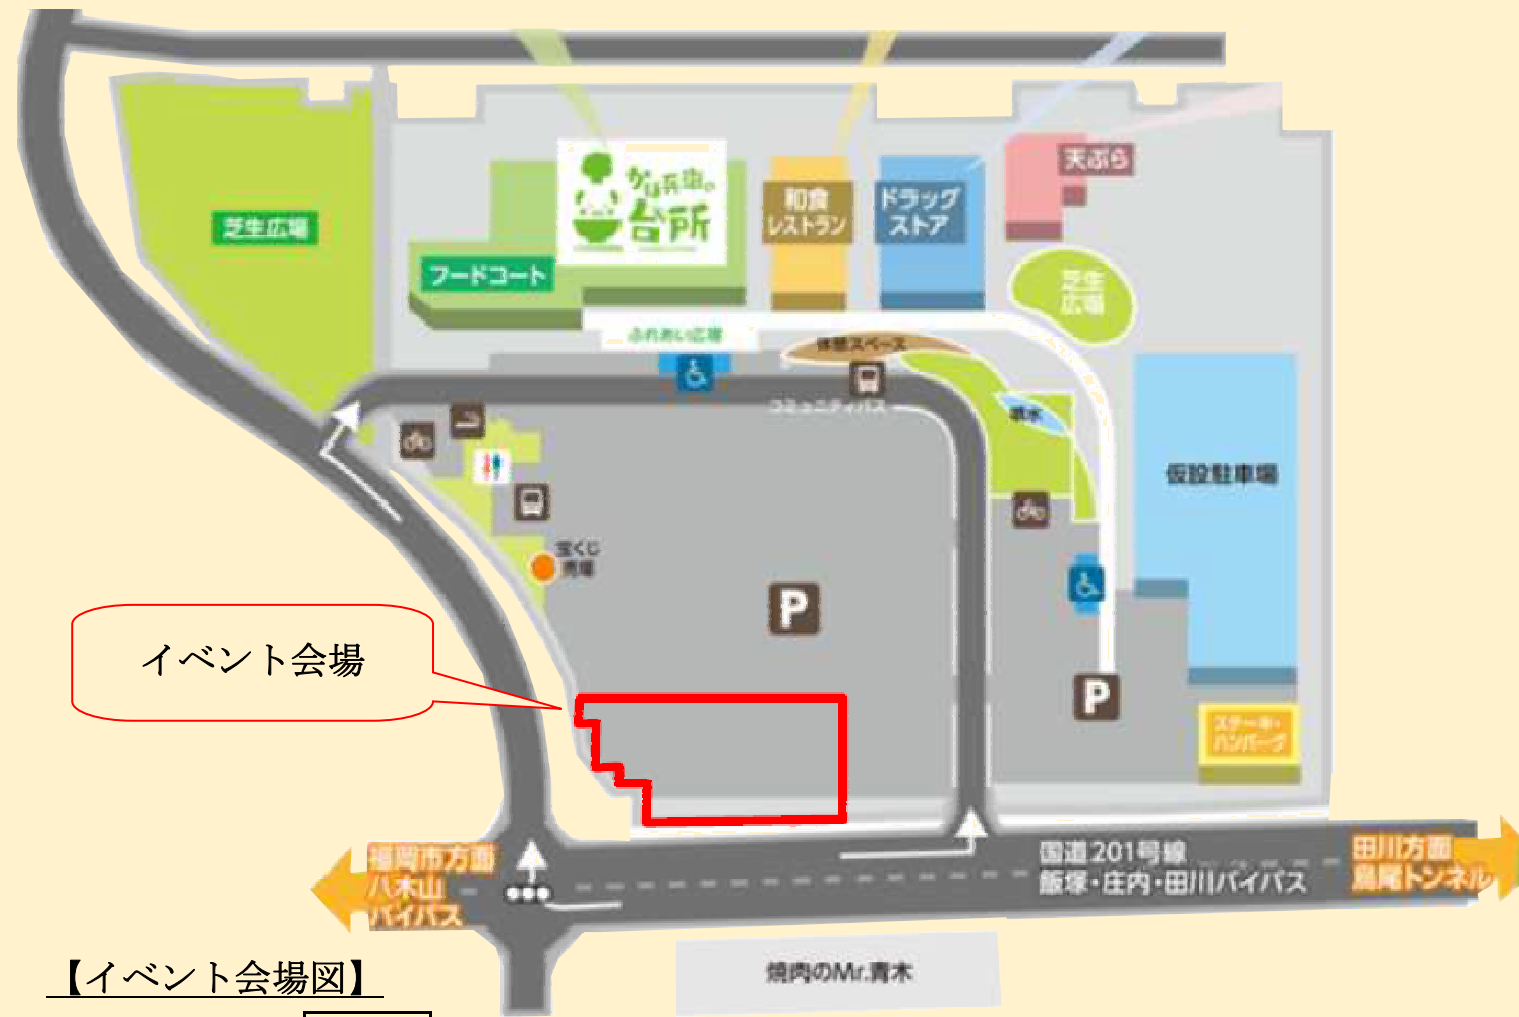 芝生広場
かほ兵衛。
台所
フードコート
和食
レストラン
ドラッグ
ストア
天ぷら
芝生
広場
ふれあい広場
休憩スペース
コミュニティバス
噴水
仮設駐車場
宝くじ
売場
P
イベント会場
P
ステーキ・
ハンバーグ
福岡市方面
八木山
バイパス
国道201号線
飯塚・庄内・田川バイパス
田川方面
烏尾トンネル
焼肉のMr.青木
【イベント会場図】